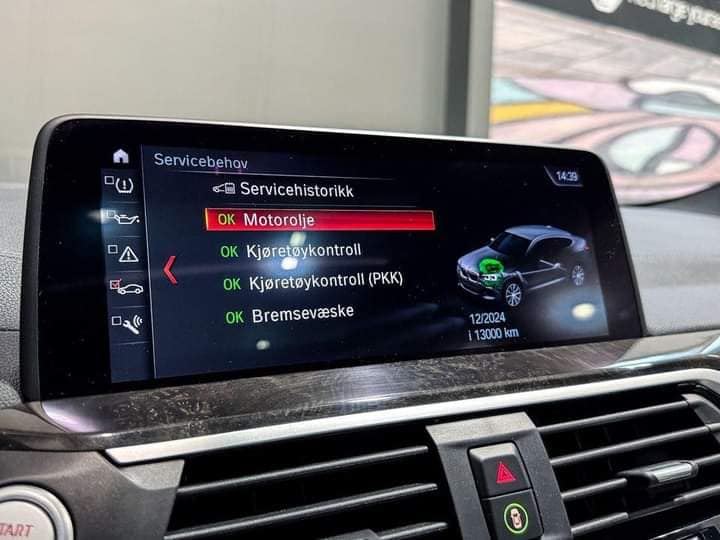 Servicebehov
14:39
Servicehistorikk
OK Motorolje
OK Kjøretøykontroll
OK Kjøretøykontroll (PKK)
OK Bremsevæske
12/2024
i 13000 km
START